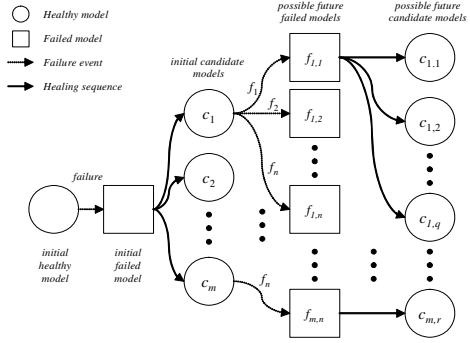 Healthy model
Failed model
Failure event
Healing sequence
initial candidate
models
possible future
failed models
possible future
candidate models
failure
initial
healthy
model
initial
failed
model
c1
c2
cm
f1
f2
fn
fn
f1,1
f1,2
f1,n
fm,n
c1,1
c1,2
c1,q
cm,r